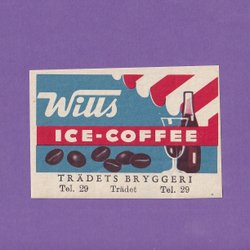 Wills
ICE-COFFEE
TRÄDETS BRYGGERI
Tel. 29 Trädet Tel. 29